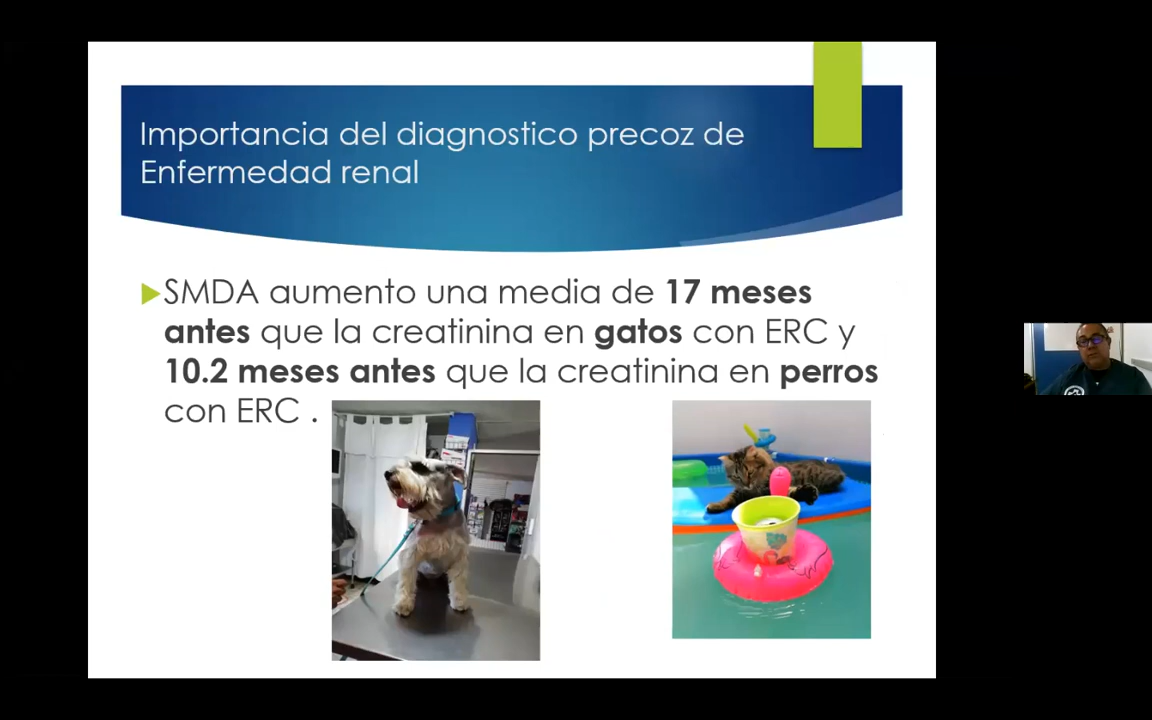 Importancia del diagnostico precoz de
Enfermedad renal
SMDA aumento una media de 17 meses
antes que la creatinina en gatos con ERC y
10.2 meses antes que la creatinina en perros
con ERC .